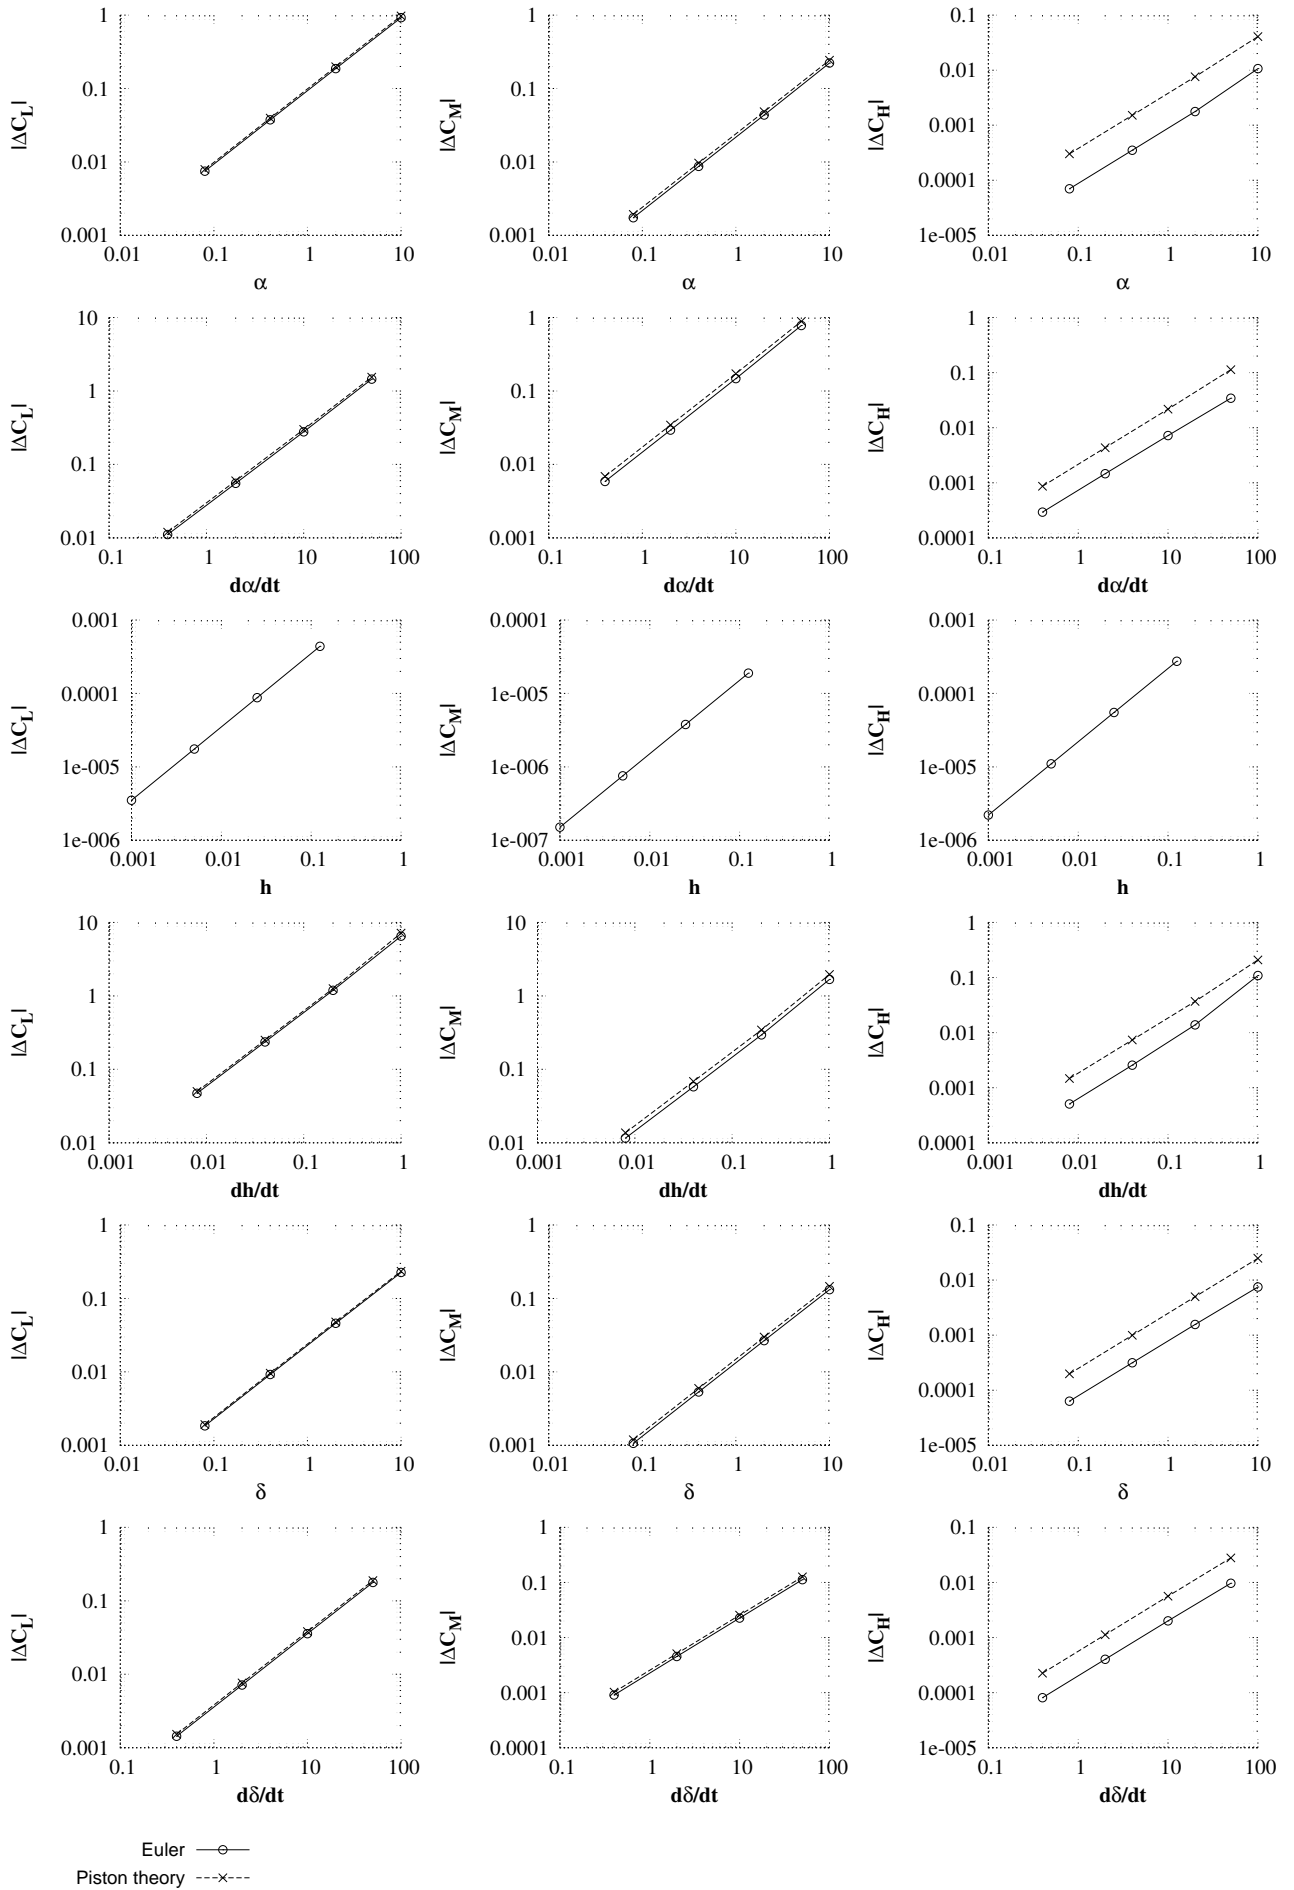 1 1 0.1
0.1 0.1 0.01
0.01 0.01 0.001
0.0001
0.001 0.001 1e-005
|ΔC_L| |ΔC_M| |ΔC_H|
0.01 0.1 1 10 0.01 0.1 1 10 0.01 0.1 1 10
α α α
10 1 1
0.1
1 0.1
0.01
0.1 0.01
0.001
0.01 0.001 0.0001
|ΔC_L| |ΔC_M| |ΔC_H|
0.1 1 10 100 0.1 1 10 100 0.1 1 10 100
dα/dt dα/dt dα/dt
0.001 0.0001 0.001
0.0001 1e-005 0.0001
1e-005 1e-006 1e-005
1e-006 1e-007 1e-006
|ΔC_L| |ΔC_M| |ΔC_H|
0.001 0.01 0.1 1 0.001 0.01 0.1 1 0.001 0.01 0.1 1
h h h
10 10 1
0.1
1 1
0.01
0.1 0.1
0.001
0.01 0.01 0.0001
|ΔC_L| |ΔC_M| |ΔC_H|
0.001 0.01 0.1 1 0.001 0.01 0.1 1 0.001 0.01 0.1 1
dh/dt dh/dt dh/dt
1 1 0.1
0.01
0.1 0.1
0.001
0.01 0.01
0.0001
0.001 0.001 1e-005
|ΔC_L| |ΔC_M| |ΔC_H|
0.01 0.1 1 10 0.01 0.1 1 10 0.01 0.1 1 10
δ δ δ
1 1 0.1
0.1 0.01
0.1
0.01 0.001
0.01
0.001 0.0001
0.001 0.0001 1e-005
|ΔC_L| |ΔC_M| |ΔC_H|
0.1 1 10 100 0.1 1 10 100 0.1 1 10 100
dδ/dt dδ/dt dδ/dt
Euler
Piston theory